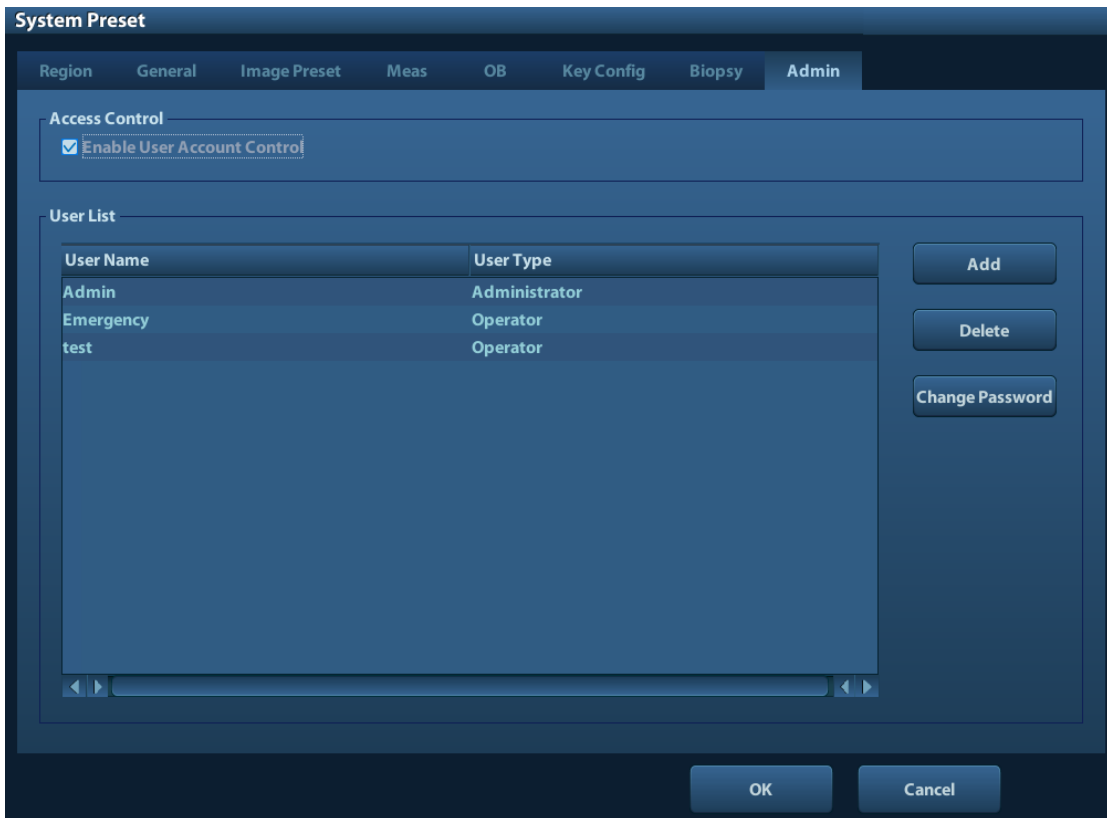 System Preset
Region General Image Preset Meas OB Key Config Biopsy Admin
Access Control
Enable User Account Control
User List
User Name User Type
Add
Admin Administrator
Emergency Operator
Delete
test Operator
Change Password
OK Cancel